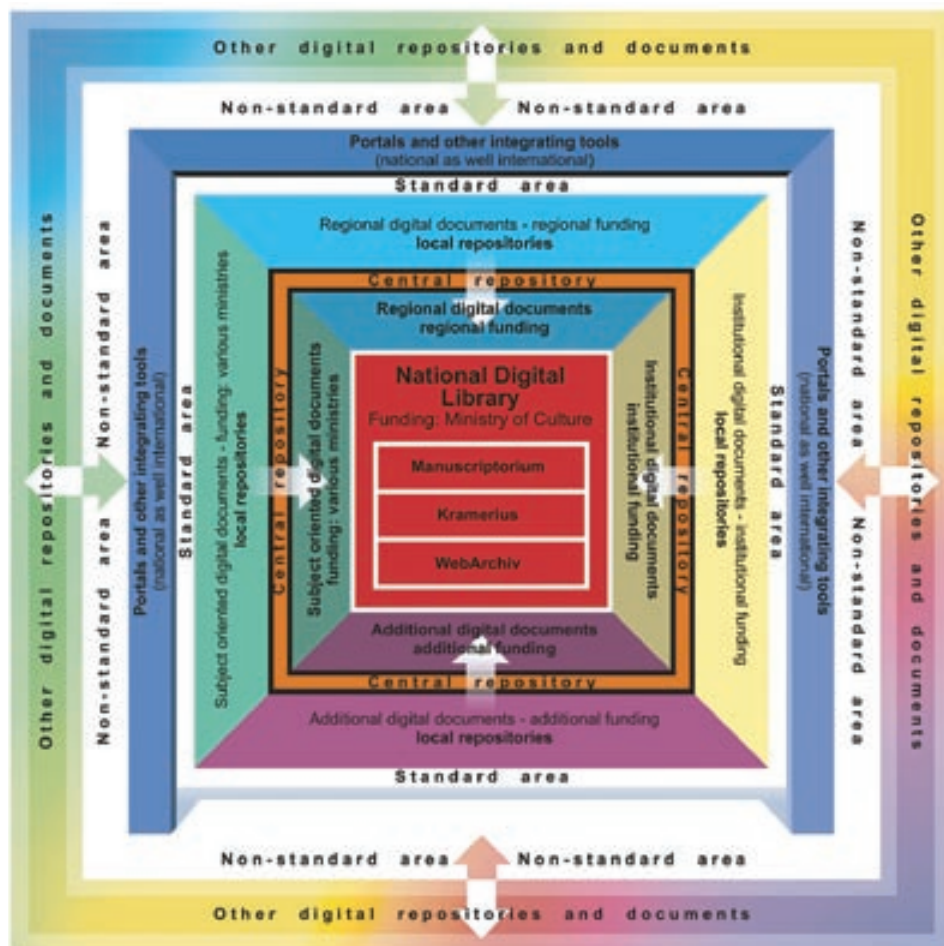 Other digital repositories and documents
Non-standard area Non-standard area
Portals and other integrating tools
(national as well international)
Standard area
Regional digital documents - regional funding
local repositories
Central repository
Regional digital documents
regional funding
Other digital repositories and documents
Non-standard area Non-standard area
Portals and other integrating tools
(national as well international)
Standard area
Subject oriented digital documents - funding: various ministries
local repositories
Central repository
Subject oriented digital documents
funding: various ministries
National Digital
Library
Funding: Ministry of Culture
Manuscriptorium
Kramerius
WebArchiv
Institutional digital documents
institutional funding
Central repository
Institutional digital documents - institutional funding
local repositories
Standard area
Portals and other integrating tools
(national as well international)
Non-standard area Non-standard area
Other digital repositories and documents
Additional digital documents
additional funding
Central repository
Additional digital documents - additional funding
local repositories
Standard area
Non-standard area Non-standard area
Other digital repositories and documents